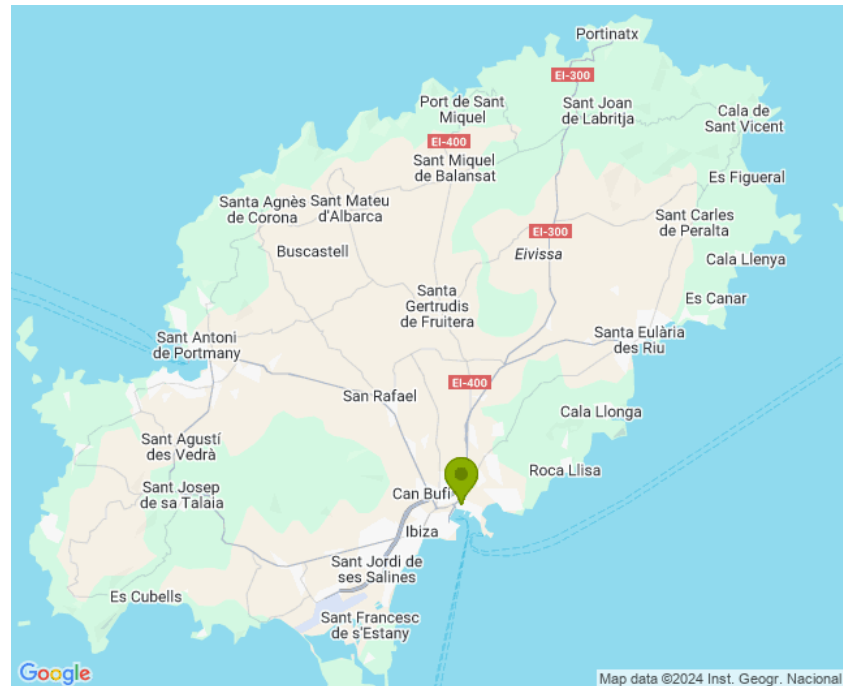 Portinatx
EI-300
Port de Sant
Miquel
Sant Joan
de Labritja
Cala de
Sant Vicent
EI-400
Sant Miquel
de Balansat
Es Figueral
Santa Agnès
de Corona
Sant Mateu
d'Albarca
Sant Carles
de Peralta
EI-300
Buscastell
Eivissa
Cala Llenya
Santa
Gertrudis
de Fruitera
Es Canar
Sant Antoni
de Portmany
Santa Eulària
des Riu
EI-400
San Rafael
Cala Llonga
Sant Agustí
des Vedrà
Roca Llisa
Sant Josep
de sa Talaia
Can Bufí
Ibiza
Sant Jordi de
ses Salines
Es Cubells
Sant Francesc
de s'Estany
Google
Map data ©2024 Inst. Geogr. Nacional